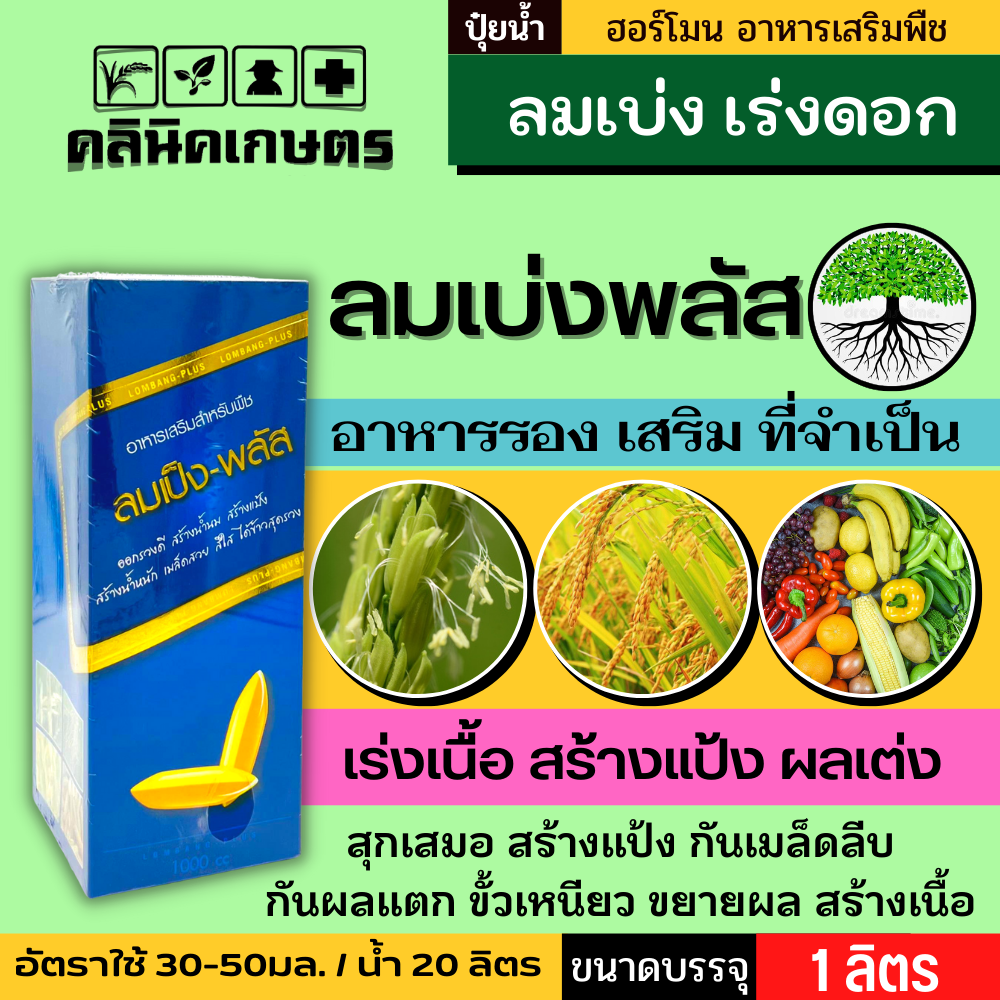 คลินิคเกษตร
ปุ๋ยน้ำ
ฮอร์โมน อาหารเสริมพืช
ลมเบ่ง เร่งดอก
ลมเบ่งพลัส
อาหารรอง เสริม ที่จำเป็น
LOMBANG-PLUS LOMBANG-PLUS
อาหารเสริมสำหรับพืช
ลมเป็ง-พลัส
ออกรวงดี สร้างน้ำนม สร้างแป้ง
สร้างน้ำหนัก เมล็ดสวย สีใส ได้ข้าวสุดรวง
1000 cc
เร่งเนื้อ สร้างแป้ง ผลเต่ง
สุกเสมอ สร้างแป้ง กันเมล็ดลีบ
กันผลแตก ขั้วเหนียว ขยายผล สร้างเนื้อ
อัตราใช้ 30-50มล. / น้ำ 20 ลิตร
ขนาดบรรจุ
1 ลิตร